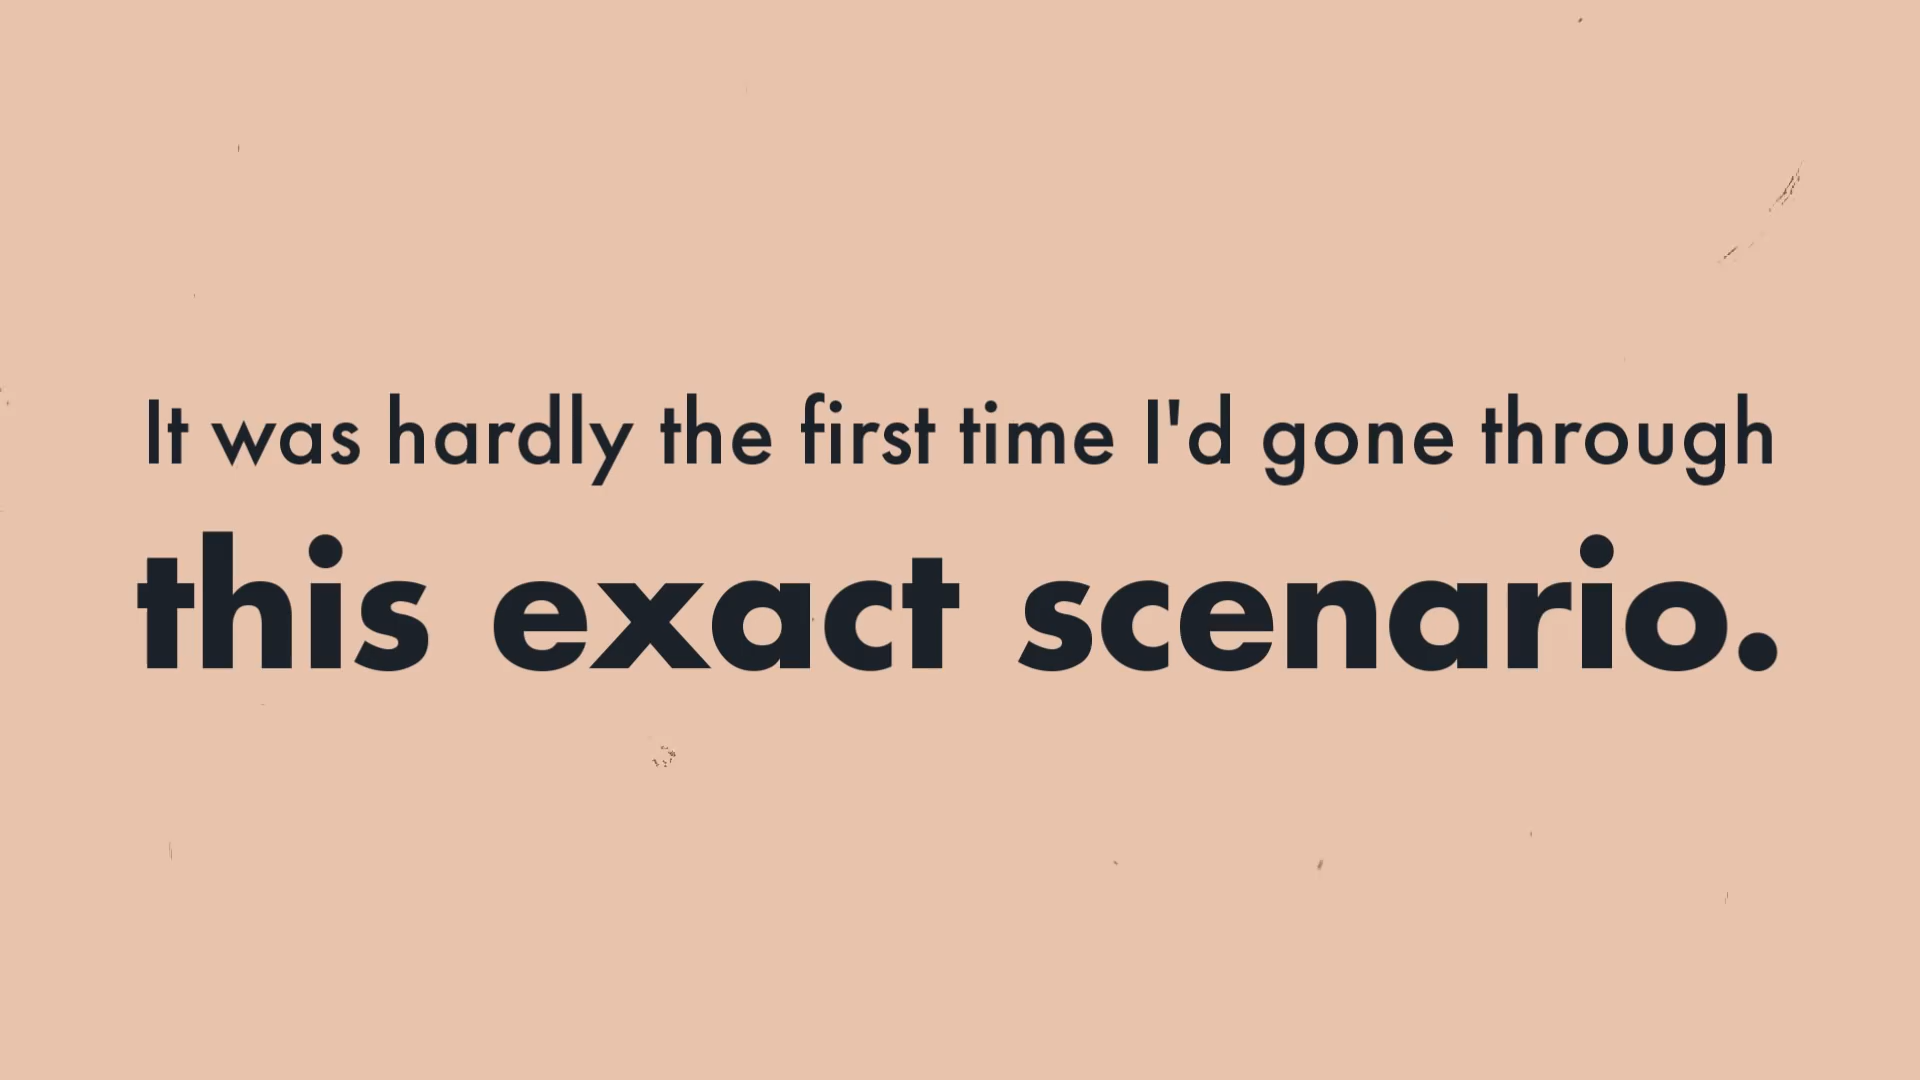 It was hardly the first time I'd gone through
this exact scenario.